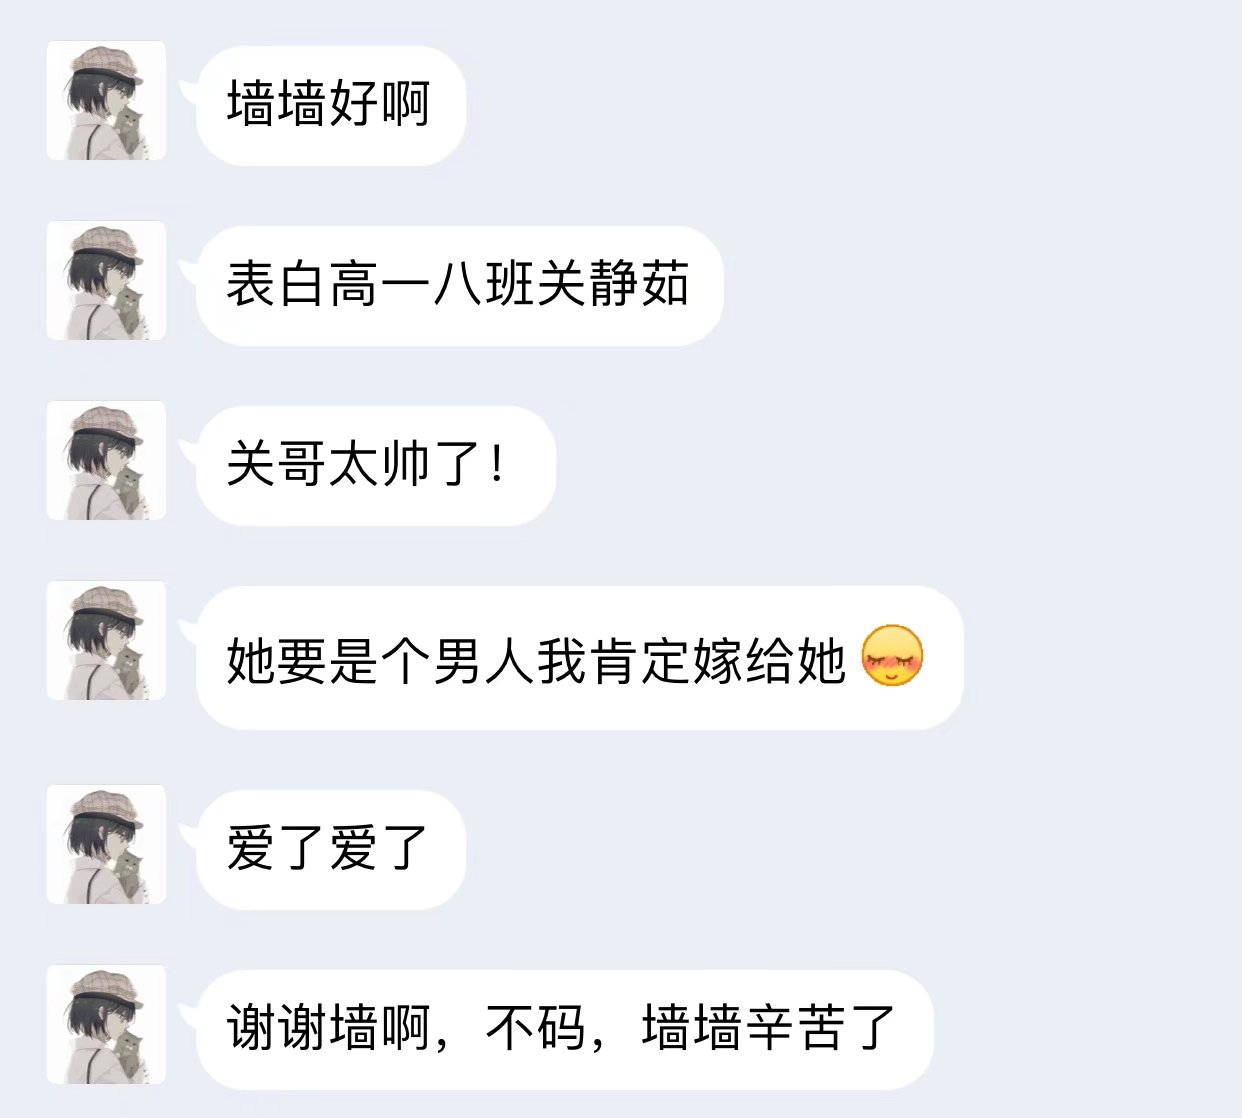 墙墙好啊
表白高一八班关静茹
关哥太帅了！
她要是个男人我肯定嫁给她
爱了爱了
谢谢墙啊，不码，墙墙辛苦了